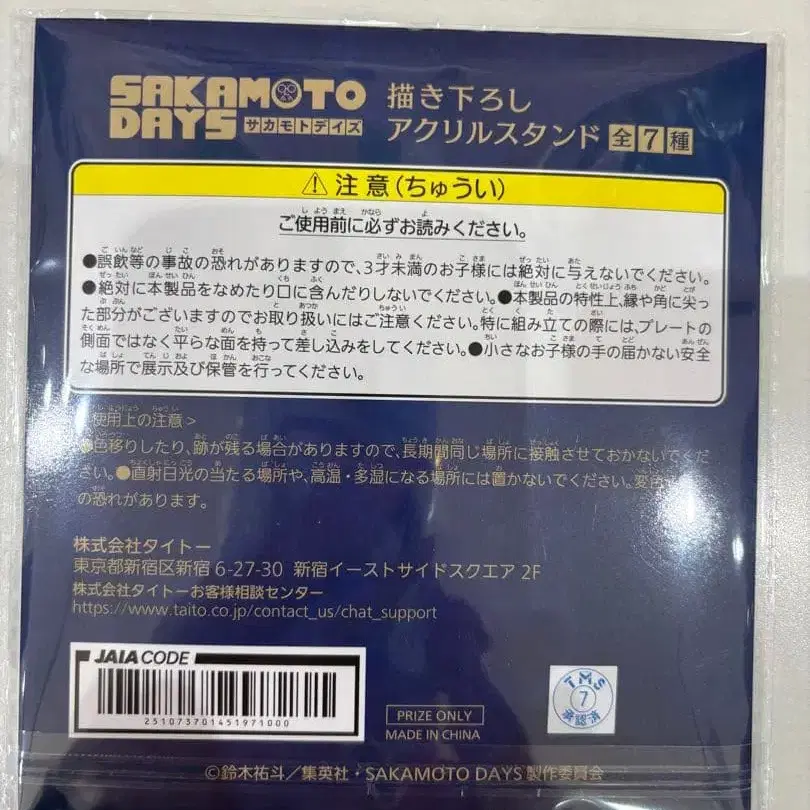 SAKAMOTO DAYS
サカモトデイズ
描き下ろし
アクリルスタンド 全7種
⚠注意(ちゅうい)
ご使用前に必ずお読みください。
●誤飲等の事故の恐れがありますので、3才未満のお子様には絶対に与えないでください。
●絶対に本製品をなめたり口に含んだりしないでください。●本製品の特性上、縁や角に尖っ
た部分がございますのでお取り扱いにはご注意ください。特に組み立ての際には、プレートの
側面ではなく平らな面を持って差し込みをしてください。●小さなお子様の手の届かない安全
な場所で展示及び保管を行ってください。
使用上の注意>
●色移りしたり、跡が残る場合がありますので、長期間同じ場所に接触させておかないでくだ
い。●直射日光の当たる場所や、高温・多湿になる場所には置かないでください。変色
の恐れがあります。
株式会社タイトー
東京都新宿区新宿6-27-30 新宿イーストサイドスクエア 2F
株式会社タイトーお客様相談センター
https://www.taito.co.jp/contact_us/chat_support
JAIA CODE
2510737014519710​00
PRIZE ONLY
MADE IN CHINA
TMS
7
承認済
©鈴木祐斗/集英社・SAKAMOTO DAYS 製作委員会